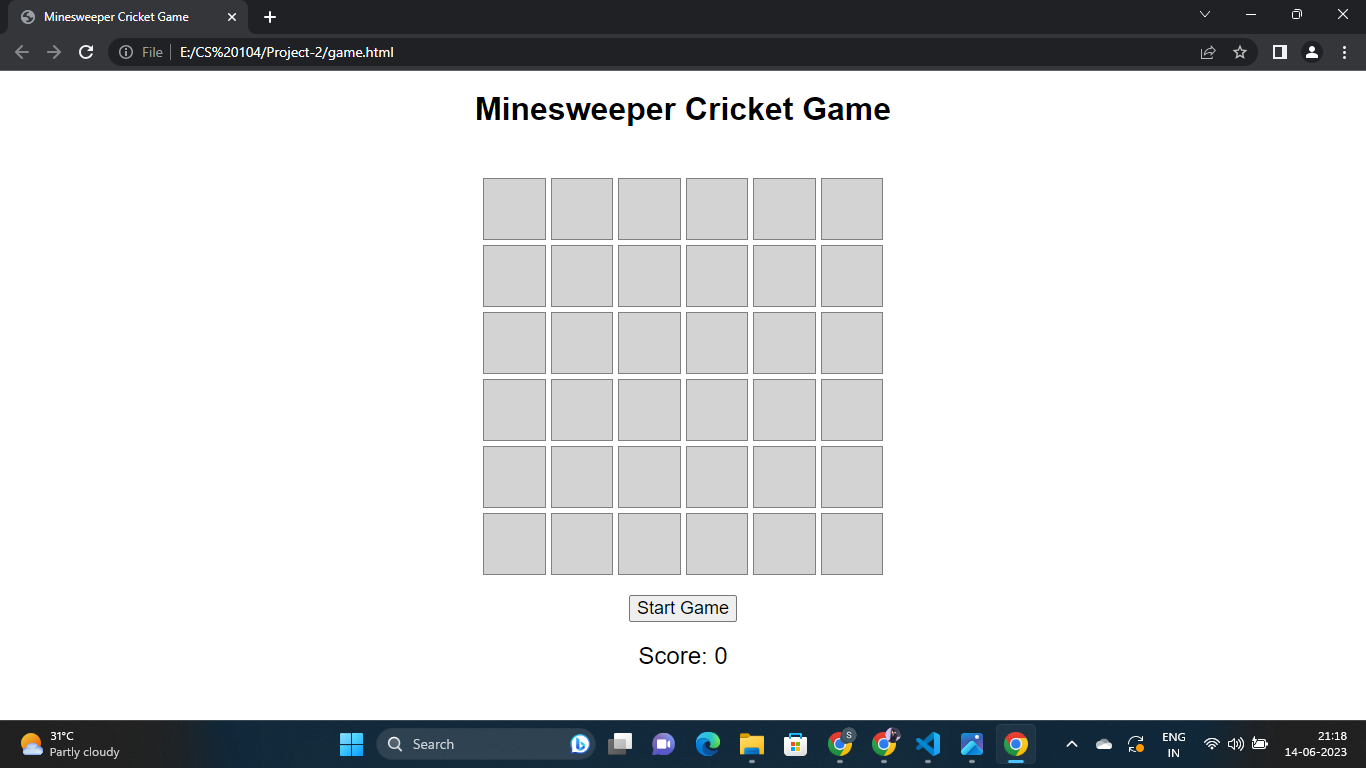 Minesweeper Cricket Game
File
E:/CS%20104/Project-2/game.html
Minesweeper Cricket Game
Start Game
Score: 0
31°C
Partly cloudy
Search
S
ENG
IN
21:18
14-06-2023